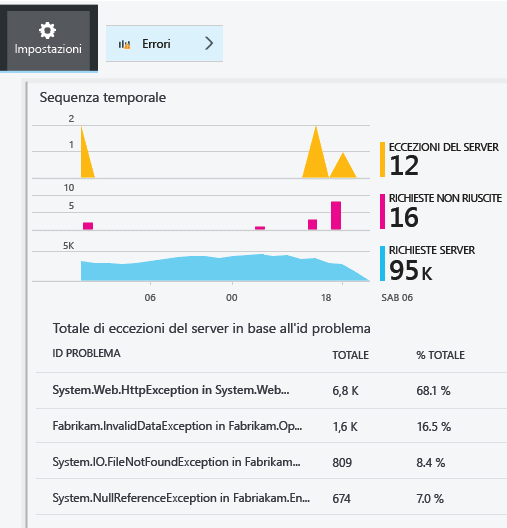 Impostazioni
Errori
Sequenza temporale
2
1
10
5
5K
06 00 18 SAB 06
ECCEZIONI DEL SERVER
12
RICHIESTE NON RIUSCITE
16
RICHIESTE SERVER
95 K
Totale di eccezioni del server in base all'id problema
ID PROBLEMA TOTALE % TOTALE
System.Web.HttpException in System.Web... 6,8 K 68.1 %
Fabrikam.InvalidDataException in Fabrikam.Op... 1,6 K 16.5 %
System.IO.FileNotFoundException in Fabrikam... 809 8.4 %
System.NullReferenceException in Fabriakam.En... 674 7.0 %